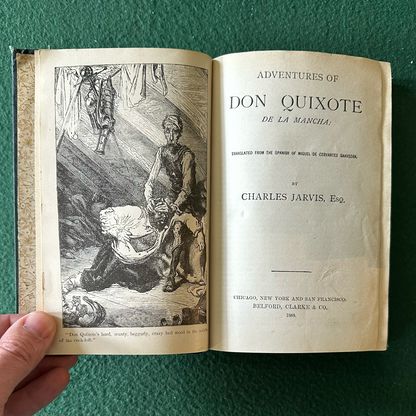 "Don Quixote's hard, scanty, beggarly, crazy bed stood in the middle
of the cock-loft."
ADVENTURES OF
DON QUIXOTE
DE LA MANCHA;
TRANSLATED FROM THE SPANISH OF MIGUEL DE CERVANTES SAAVEDRA,
BY
CHARLES JARVIS, Esq.
CHICAGO, NEW YORK AND SAN FRANCISCO:
BELFORD, CLARKE & CO.,